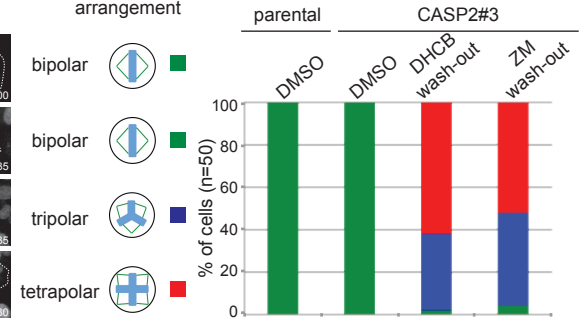 arrangement
bipolar
bipolar
tripolar
tetrapolar
parental
CASP2#3
DMSO
DMSO
DHCB
wash-out
ZM
wash-out
% of cells (n=50)
100
80
60
40
20
0